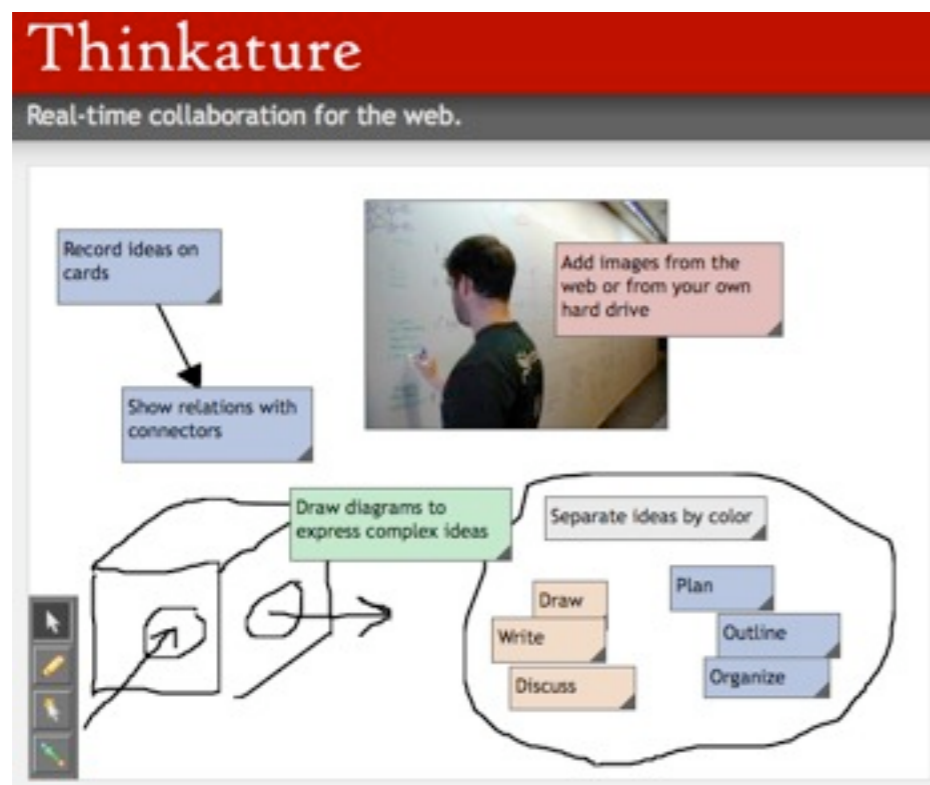 Thinkature
Real-time collaboration for the web.
Record ideas on
cards
Add images from the
web or from your own
hard drive
Show relations with
connectors
Draw diagrams to
express complex ideas
Separate ideas by color
Draw
Plan
Write
Outline
Discuss
Organize